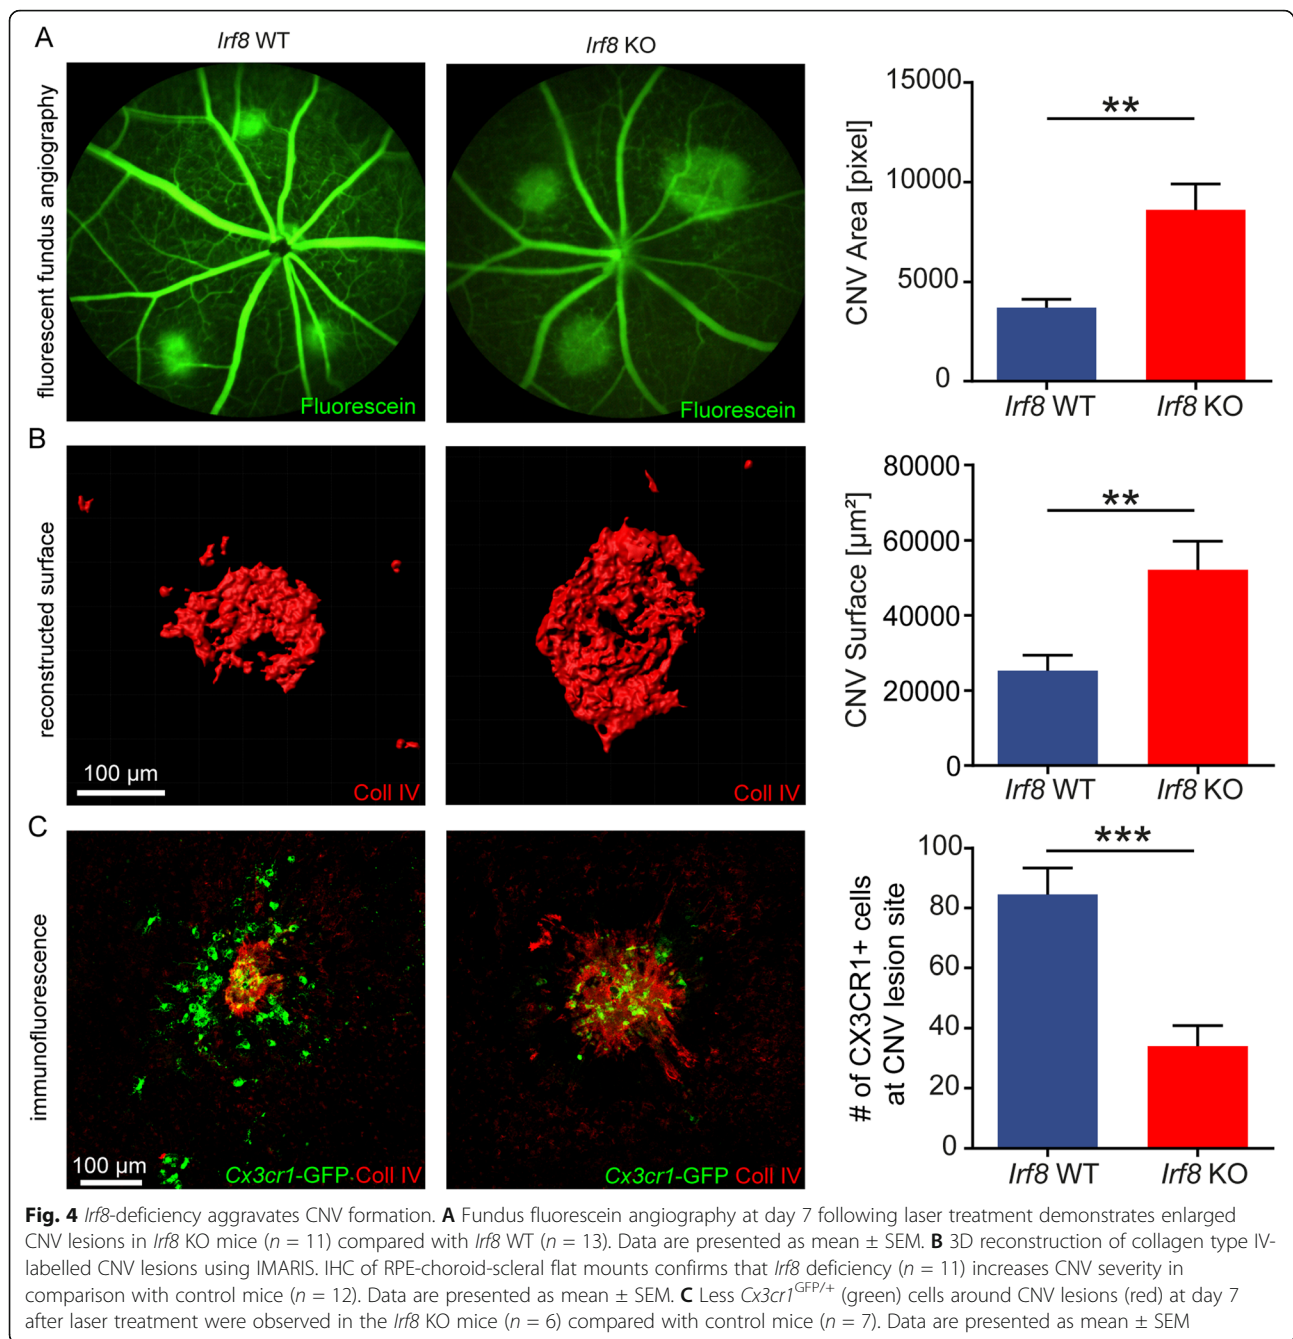 A
Irf8 WT
Irf8 KO
fluorescent fundus angiography
Fluorescein
Fluorescein
CNV Area [pixel]
15000
10000
5000
0
**
Irf8 WT
Irf8 KO
B
reconstructed surface
100 µm
Coll IV
Coll IV
CNV Surface [µm²]
80000
60000
40000
20000
0
**
Irf8 WT
Irf8 KO
C
immunofluorescence
100 µm
Cx3cr1-GFP Coll IV
Cx3cr1-GFP Coll IV
# of CX3CR1+ cells
at CNV lesion site
100
80
60
40
20
0
***
Irf8 WT
Irf8 KO
Fig. 4 Irf8-deficiency aggravates CNV formation. A Fundus fluorescein angiography at day 7 following laser treatment demonstrates enlarged
CNV lesions in Irf8 KO mice (n = 11) compared with Irf8 WT (n = 13). Data are presented as mean ± SEM. B 3D reconstruction of collagen type IV-
labelled CNV lesions using IMARIS. IHC of RPE-choroid-scleral flat mounts confirms that Irf8 deficiency (n = 11) increases CNV severity in
comparison with control mice (n = 12). Data are presented as mean ± SEM. C Less Cx3cr1GFP/+ (green) cells around CNV lesions (red) at day 7
after laser treatment were observed in the Irf8 KO mice (n = 6) compared with control mice (n = 7). Data are presented as mean ± SEM